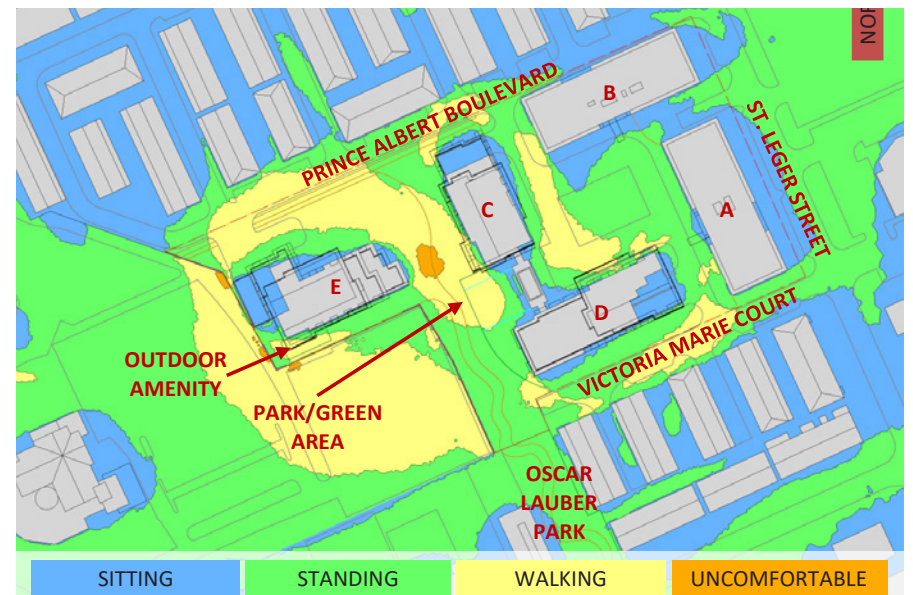 NOR
B
PRINCE ALBERT BOULEVARD
ST. LEGER STREET
C
A
E
D
OUTDOOR
AMENITY
VICTORIA MARIE COURT
PARK/GREEN
AREA
OSCAR
LAUBER
PARK
SITTING
STANDING
WALKING
UNCOMFORTABLE